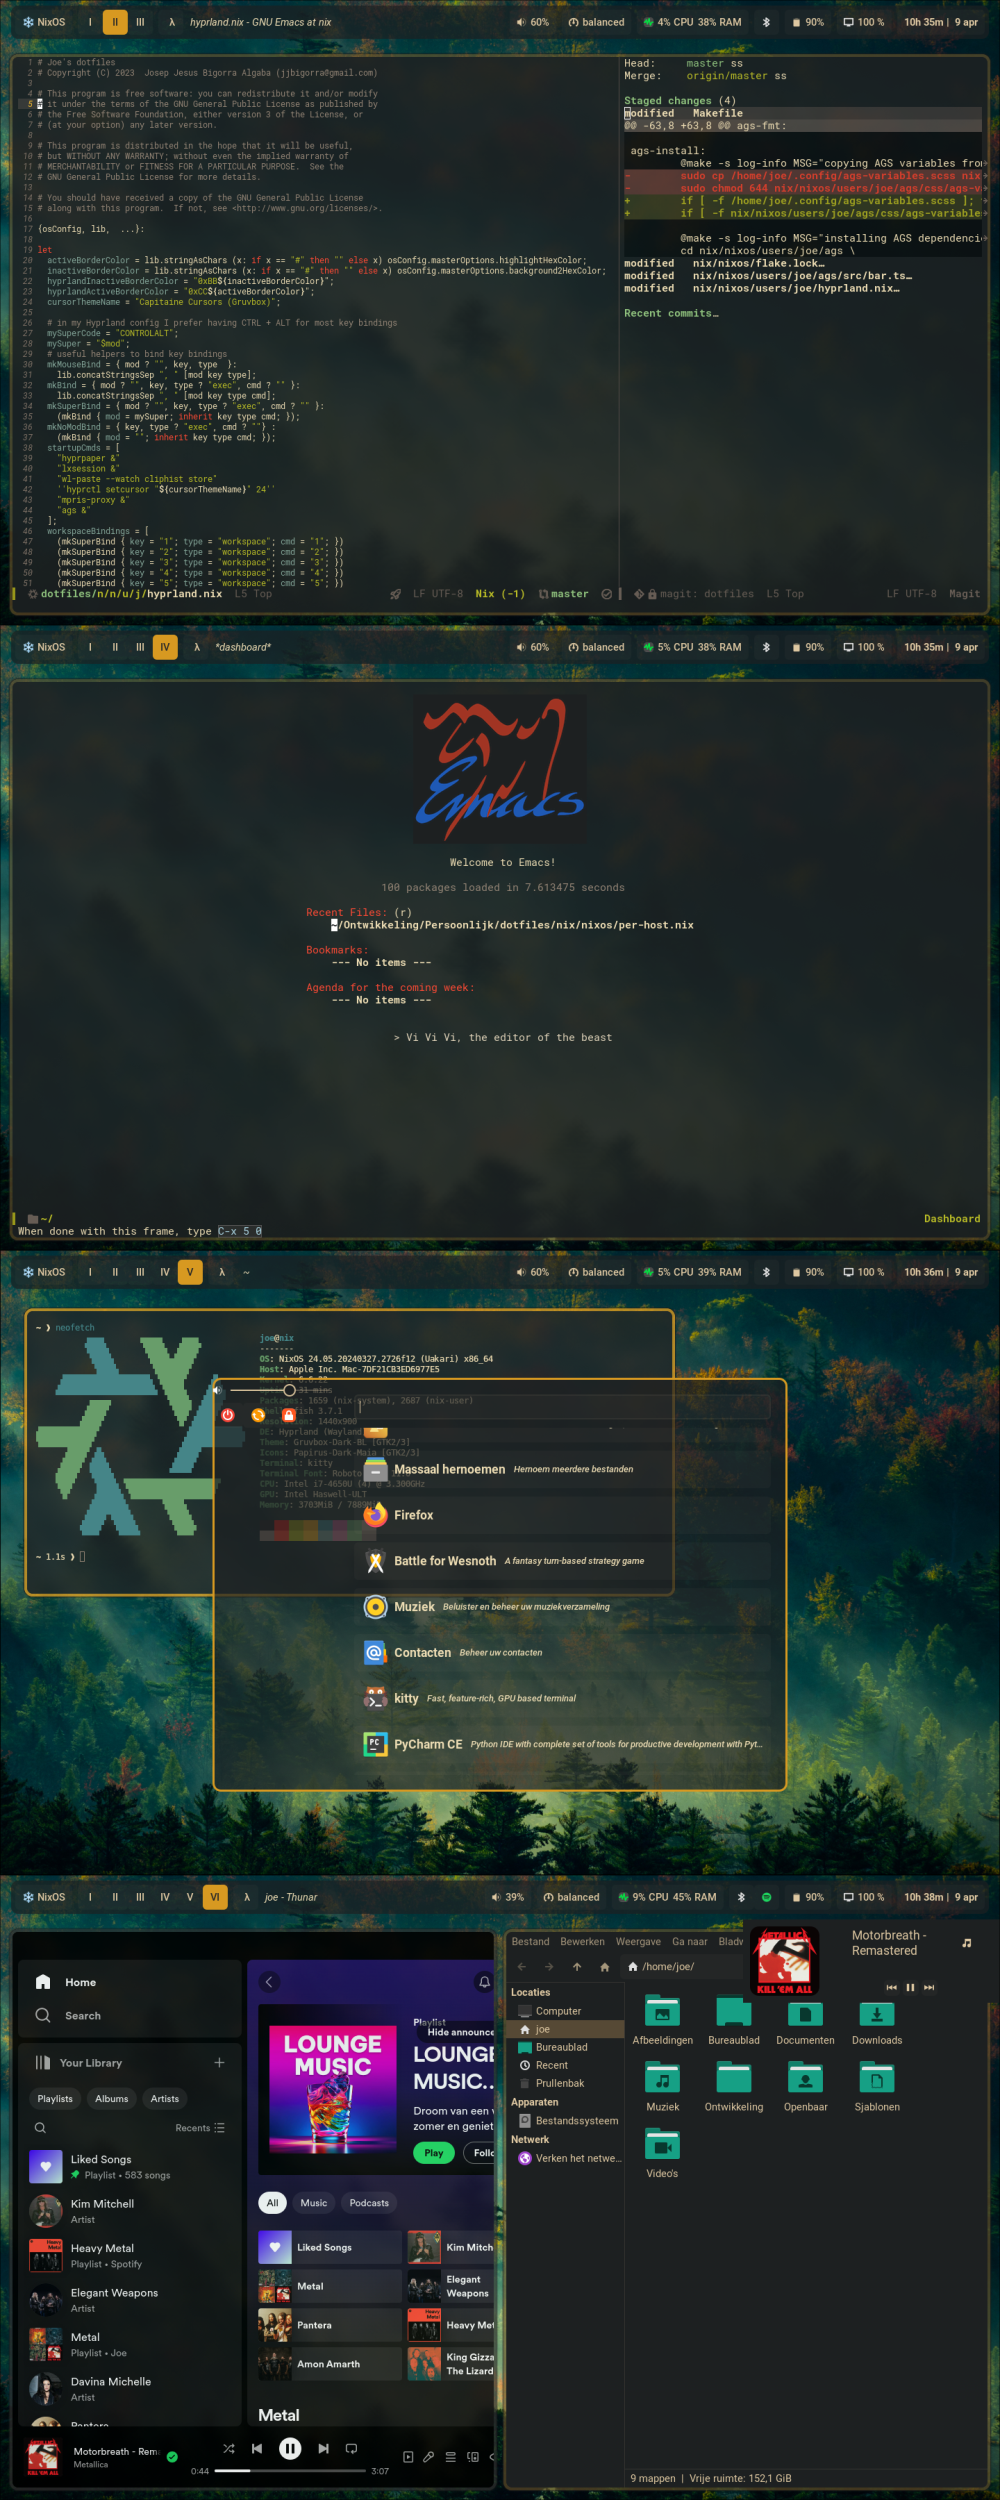 NixOS I II III λ hyprland.nix - GNU Emacs at nix 60% balanced 4% CPU 38% RAM 90% 100 % 10h 35m | 9 apr
1 # Joe's dotfiles
2 # Copyright (C) 2023  Josep Jesus Bigorra Algaba (jjbigorra@gmail.com)
3
4 # This program is free software: you can redistribute it and/or modify
5 # it under the terms of the GNU General Public License as published by
6 # the Free Software Foundation, either version 3 of the License, or
7 # (at your option) any later version.
8
9 # This program is distributed in the hope that it will be useful,
10 # but WITHOUT ANY WARRANTY; without even the implied warranty of
11 # MERCHANTABILITY or FITNESS FOR A PARTICULAR PURPOSE.  See the
12 # GNU General Public License for more details.
13
14 # You should have received a copy of the GNU General Public License
15 # along with this program.  If not, see <http://www.gnu.org/licenses/>.
16
17 {osConfig, lib,  ...}:
18
19 let
20   activeBorderColor = lib.stringAsChars (x: if x == "#" then "" else x) osConfig.masterOptions.highlightHexColor;
21   inactiveBorderColor = lib.stringAsChars (x: if x == "#" then "" else x) osConfig.masterOptions.background2HexColor;
22   hyprlandInactiveBorderColor = "0xBB${inactiveBorderColor}";
23   hyprlandActiveBorderColor = "0xCC${activeBorderColor}";
24   cursorThemeName = "Capitaine Cursors (Gruvbox)";
25
26   # in my Hyprland config I prefer having CTRL + ALT for most key bindings
27   mySuperCode = "CONTROLALT";
28   mySuper = "$mod";
29   # useful helpers to bind key bindings
30   mkMouseBind = { mod ? "", key, type  }:
31     lib.concatStringsSep ", " [mod key type];
32   mkBind = { mod ? "", key, type ? "exec", cmd ? "" }:
33     lib.concatStringsSep ", " [mod key type cmd];
34   mkSuperBind = { mod ? "", key, type ? "exec", cmd ? "" }:
35     (mkBind { mod = mySuper; inherit key type cmd; });
36   mkNoModBind = { key, type ? "exec", cmd ? ""} :
37     (mkBind { mod = ""; inherit key type cmd; });
38   startupCmds = [
39     "hyprpaper &"
40     "lxsession &"
41     "wl-paste --watch cliphist store"
42     ''hyprctl setcursor "${cursorThemeName}" 24''
43     "mpris-proxy &"
44     "ags &"
45   ];
46   workspaceBindings = [
47     (mkSuperBind { key = "1"; type = "workspace"; cmd = "1"; })
48     (mkSuperBind { key = "2"; type = "workspace"; cmd = "2"; })
49     (mkSuperBind { key = "3"; type = "workspace"; cmd = "3"; })
50     (mkSuperBind { key = "4"; type = "workspace"; cmd = "4"; })
51     (mkSuperBind { key = "5"; type = "workspace"; cmd = "5"; })
dotfiles/n/n/u/j/hyprland.nix L5 Top LF UTF-8 Nix (-1) master
Head:     master ss
Merge:    origin/master ss
Staged changes (4)
modified   Makefile
@@ -63,8 +63,8 @@ ags-fmt:
ags-install:
@make -s log-info MSG="copying AGS variables from
-       sudo cp /home/joe/.config/ags-variables.scss nix
-       sudo chmod 644 nix/nixos/users/joe/ags/css/ags-v
+       if [ -f /home/joe/.config/ags-variables.scss ];
+       if [ -f nix/nixos/users/joe/ags/css/ags-variable
@make -s log-info MSG="installing AGS dependenci
cd nix/nixos/users/joe/ags \
modified   nix/nixos/flake.lock…
modified   nix/nixos/users/joe/ags/src/bar.ts…
modified   nix/nixos/users/joe/hyprland.nix…
Recent commits…
magit: dotfiles L5 Top LF UTF-8 Magit
NixOS I II III IV λ *dashboard* 60% balanced 5% CPU 38% RAM 90% 100 % 10h 35m | 9 apr
Emacs
Welcome to Emacs!
100 packages loaded in 7.613475 seconds
Recent Files: (r)
~/Ontwikkeling/Persoonlijk/dotfiles/nix/nixos/per-host.nix
Bookmarks:
--- No items ---
Agenda for the coming week:
--- No items ---
> Vi Vi Vi, the editor of the beast
~/ Dashboard
When done with this frame, type C-x 5 0
NixOS I II III IV V λ ~ 60% balanced 5% CPU 39% RAM 90% 100 % 10h 36m | 9 apr
~ ❯ neofetch
joe@nix
-------
OS: NixOS 24.05.20240327.2726f12 (Uakari) x86_64
Host: Apple Inc. Mac-7DF21CB3ED6977E5
31 mins
Packages: 1659 (nix-system), 2687 (nix-user)
fish 3.7.1
1440x900
DE: Hyprland (Wayland)
Theme: Gruvbox-Dark-BL [GTK2/3]
Icons: Papirus-Dark-Maia [GTK2/3]
Terminal: kitty
Terminal Font: Roboto
CPU: Intel i7-4650U (4) @ 3.300GHz
GPU: Intel Haswell-ULT
Memory: 3703MiB /
~ 1.1s ❯
Massaal hernoemen Hernoem meerdere bestanden
Firefox
Battle for Wesnoth A fantasy turn-based strategy game
Muziek Beluister en beheer uw muziekverzameling
Contacten Beheer uw contacten
kitty Fast, feature-rich, GPU based terminal
PyCharm CE Python IDE with complete set of tools for productive development with Pyt…
NixOS I II III IV V VI λ joe - Thunar 39% balanced 9% CPU 45% RAM 90% 100 % 10h 38m | 9 apr
Home
Search
Your Library
Playlists Albums Artists
Recents
Liked Songs
Playlist • 583 songs
Kim Mitchell
Artist
Heavy Metal
Playlist • Spotify
Elegant Weapons
Artist
Metal
Playlist • Joe
Davina Michelle
Artist
Pantera
LOUNGE
MUSIC
Playlist
Hide announce
LOUNGE
MUSIC...
Droom van een v
zomer en geniet
Play Follo
All Music Podcasts
Liked Songs Kim Mitch
Metal Elegant Weapons
Pantera Heavy Met
Amon Amarth King Gizza The Lizard
Metal
Motorbreath - Rem
Metallica
0:44 3:07
Bestand Bewerken Weergave Ga naar Bladv
/home/joe/
Locaties
Computer
joe
Bureaublad
Recent
Prullenbak
Apparaten
Bestandssysteem
Netwerk
Verken het netwe…
METALLICA
KILL 'EM ALL
Motorbreath -
Remastered
Afbeeldingen Bureaublad Documenten Downloads
Muziek Ontwikkeling Openbaar Sjablonen
Video's
9 mappen | Vrije ruimte: 152,1 GiB